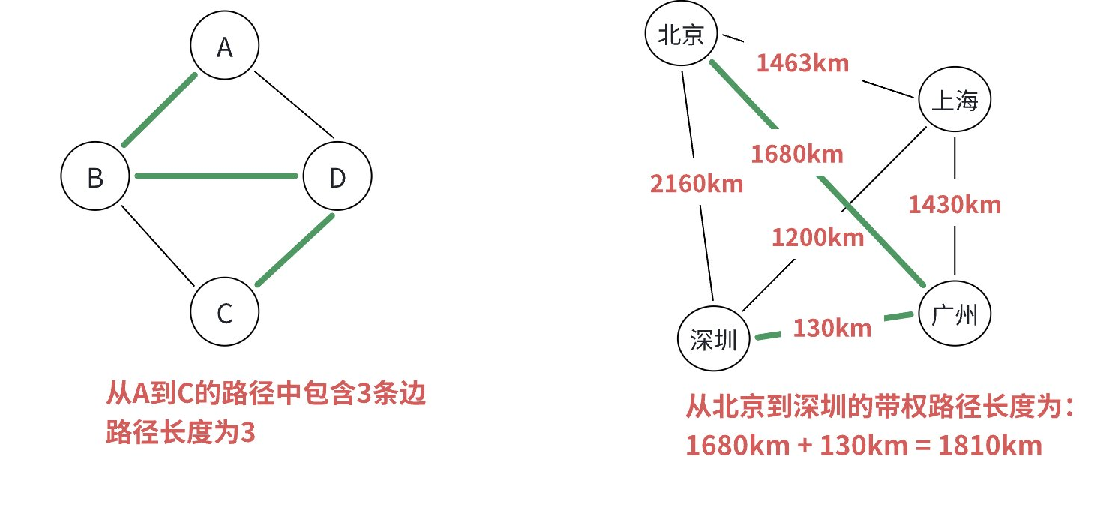 A
B
D
C
从A到C的路径中包含3条边
路径长度为3
北京
1463km
上海
1680km
2160km
1430km
1200km
广州
130km
深圳
从北京到深圳的带权路径长度为：
1680km + 130km = 1810km